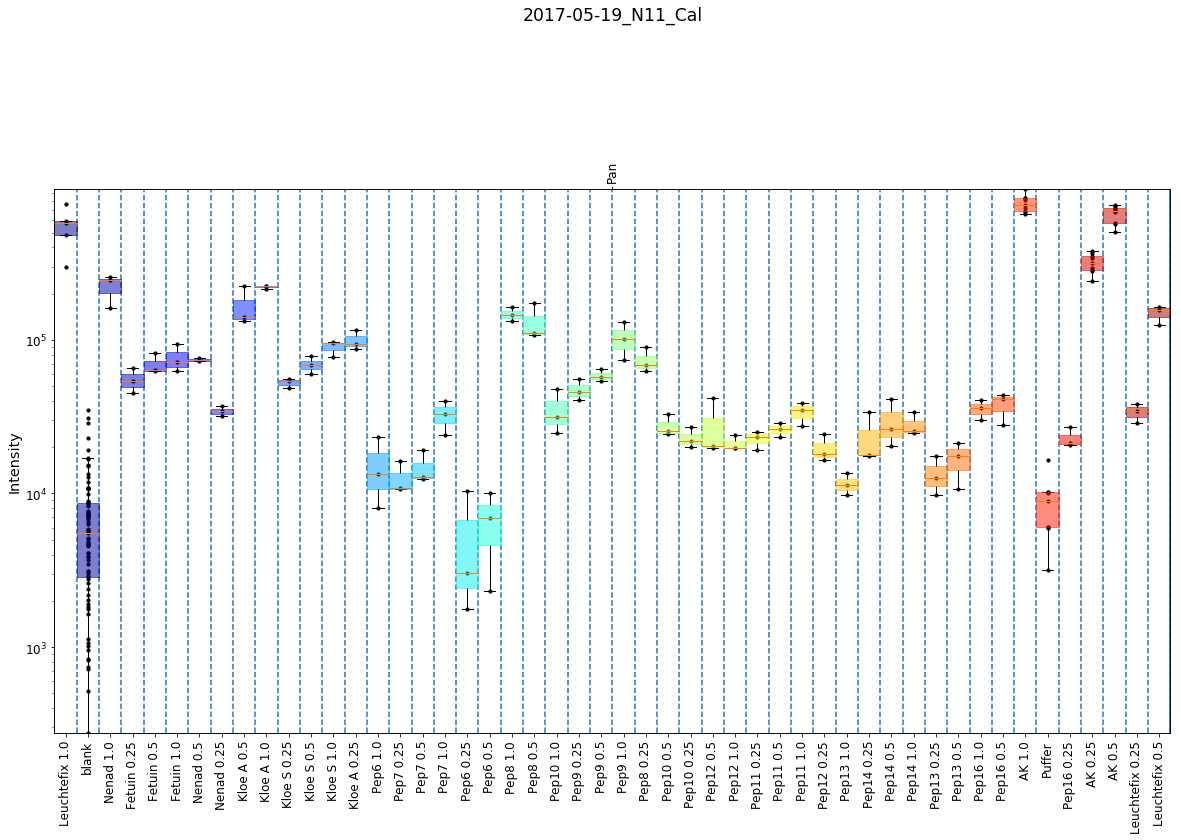 2017-05-19_N11_Cal
Pan
Intensity
10^5
10^4
10^3
Leuchtefix 1.0
blank
Nenad 1.0
Fetuin 0.25
Fetuin 0.5
Fetuin 1.0
Nenad 0.5
Nenad 0.25
Kloe A 0.5
Kloe A 1.0
Kloe S 0.25
Kloe S 0.5
Kloe S 1.0
Kloe A 0.25
Pep6 1.0
Pep7 0.25
Pep7 0.5
Pep7 1.0
Pep6 0.25
Pep6 0.5
Pep8 1.0
Pep8 0.5
Pep10 1.0
Pep9 0.25
Pep9 0.5
Pep9 1.0
Pep8 0.25
Pep10 0.5
Pep10 0.25
Pep12 0.5
Pep12 1.0
Pep11 0.25
Pep11 0.5
Pep11 1.0
Pep12 0.25
Pep13 1.0
Pep14 0.25
Pep14 0.5
Pep14 1.0
Pep13 0.25
Pep13 0.5
Pep16 1.0
Pep16 0.5
AK 1.0
Puffer
Pep16 0.25
AK 0.25
AK 0.5
Leuchtefix 0.25
Leuchtefix 0.5